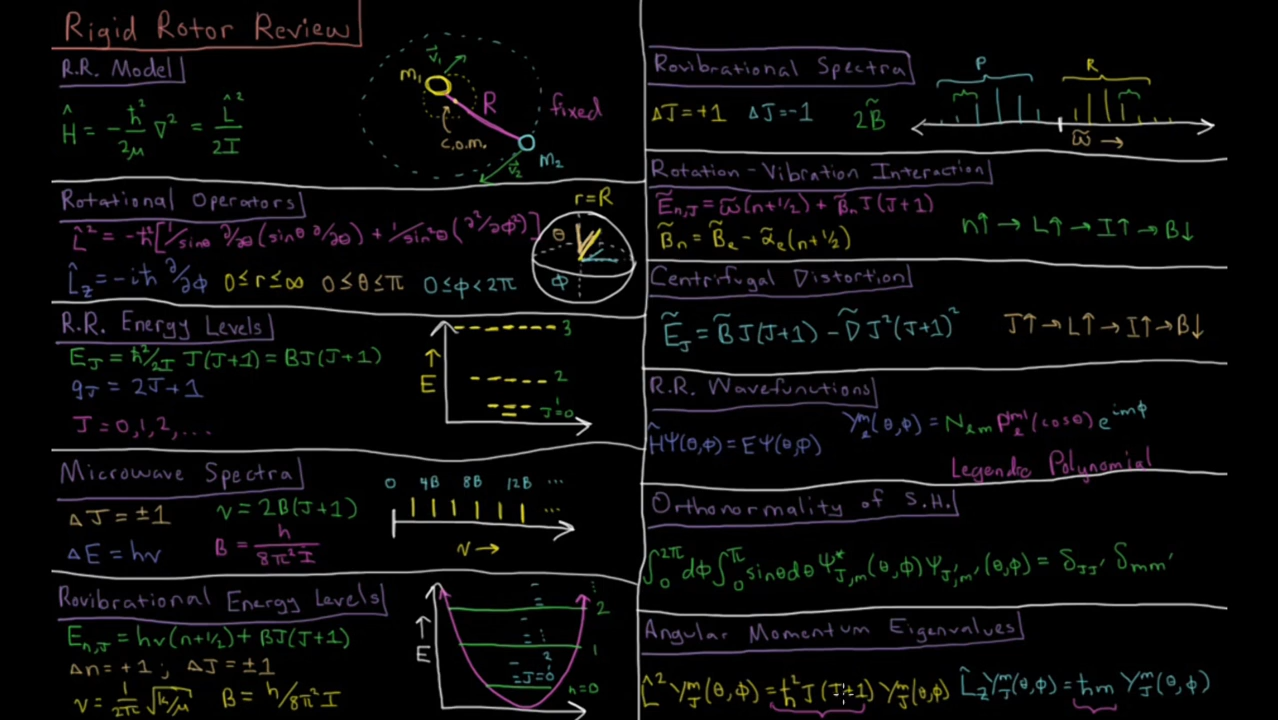 Rigid Rotor Review
R.R. Model
Ĥ = -ħ²/2μ ∇² = L̂²/2I
m₁ v⃗₁ R fixed
c.o.m. m₂ v⃗₂
Rotational Operators
L̂² = -ħ²[1/sinθ ∂/∂θ(sinθ ∂/∂θ) + 1/sin²θ(∂²/∂φ²)]
L̂z = -iħ ∂/∂φ 0≤r≤∞ 0≤θ≤π 0≤φ<2π
r=R
θ
φ
R.R. Energy Levels
E_J = ħ²/2I J(J+1) = BJ(J+1)
g_J = 2J+1
J = 0,1,2,...
E
3
2
1
J=0
Microwave Spectra
ΔJ = ±1 ν = 2B(J+1)
ΔE = hν B = h/8π²I
0 4B 8B 12B ...
...
ν →
Rovibrational Energy Levels
E_n,J = hν(n+1/2) + BJ(J+1)
Δn = +1 ; ΔJ = ±1
ν = 1/2π √k/μ B = h/8π²I
E
2
1
2
J=0
n=0
Rovibrational Spectra
ΔJ=+1 ΔJ=-1 2B̃
P R
ω̃ →
Rotation-Vibration Interaction
Ẽ_n,J = ω̃(n+1/2) + B̃_n J(J+1)
B̃_n = B̃_e - α̃_e(n+1/2)
n↑ → L↑ → I↑ → B↓
Centrifugal Distortion
Ẽ_J = B̃J(J+1) - D̃J²(J+1)²
J↑ → L↑ → I↑ → B↓
R.R. Wavefunctions
Ĥψ(θ,φ) = Eψ(θ,φ)
Y_ℓ^m(θ,φ) = N_ℓm P_ℓ^|m|(cosθ) e^imφ
Legendre Polynomial
Orthonormality of S.H.
∫₀^2π dφ ∫₀^π sinθdθ ψ*_J,m(θ,φ) ψ_J',m'(θ,φ) = δ_JJ' δ_mm'
Angular Momentum Eigenvalues
L̂² Y_J^m(θ,φ) = ħ² J(J+1) Y_J^m(θ,φ) L̂z Y_J^m(θ,φ) = ħm Y_J^m(θ,φ)